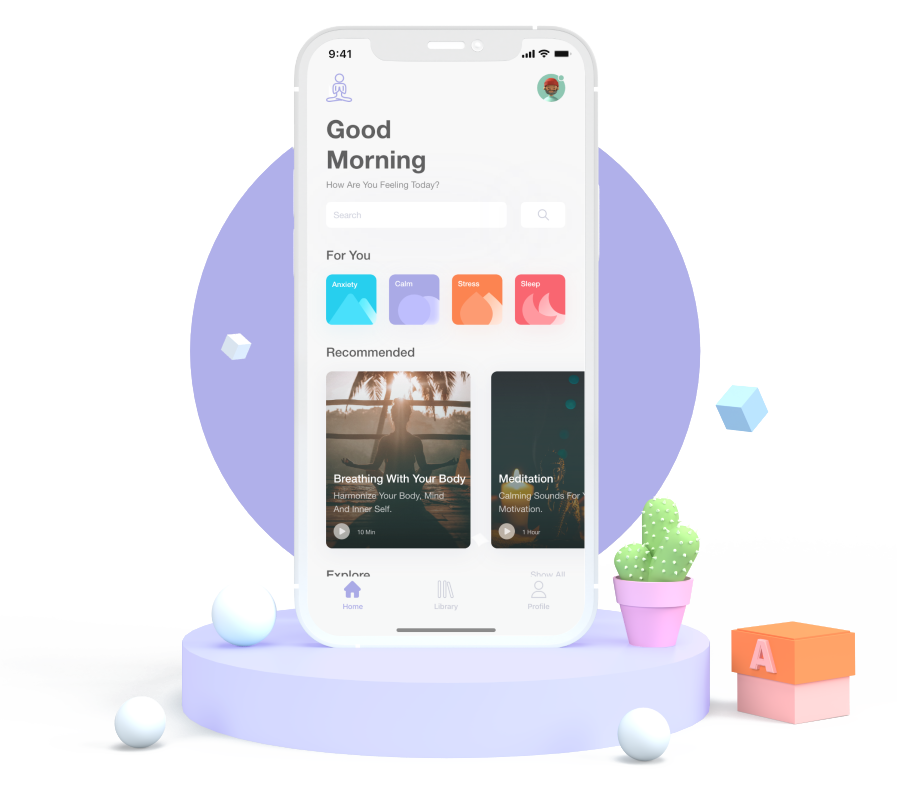 9:41
Good
Morning
How Are You Feeling Today?
Search
For You
Anxiety
Calm
Stress
Sleep
Recommended
Breathing With Your Body
Harmonize Your Body, Mind
And Inner Self.
10 Min
Meditation
Calming Sounds For
Motivation.
1 Hour
Explore
Show All
Home
Library
Profile
A